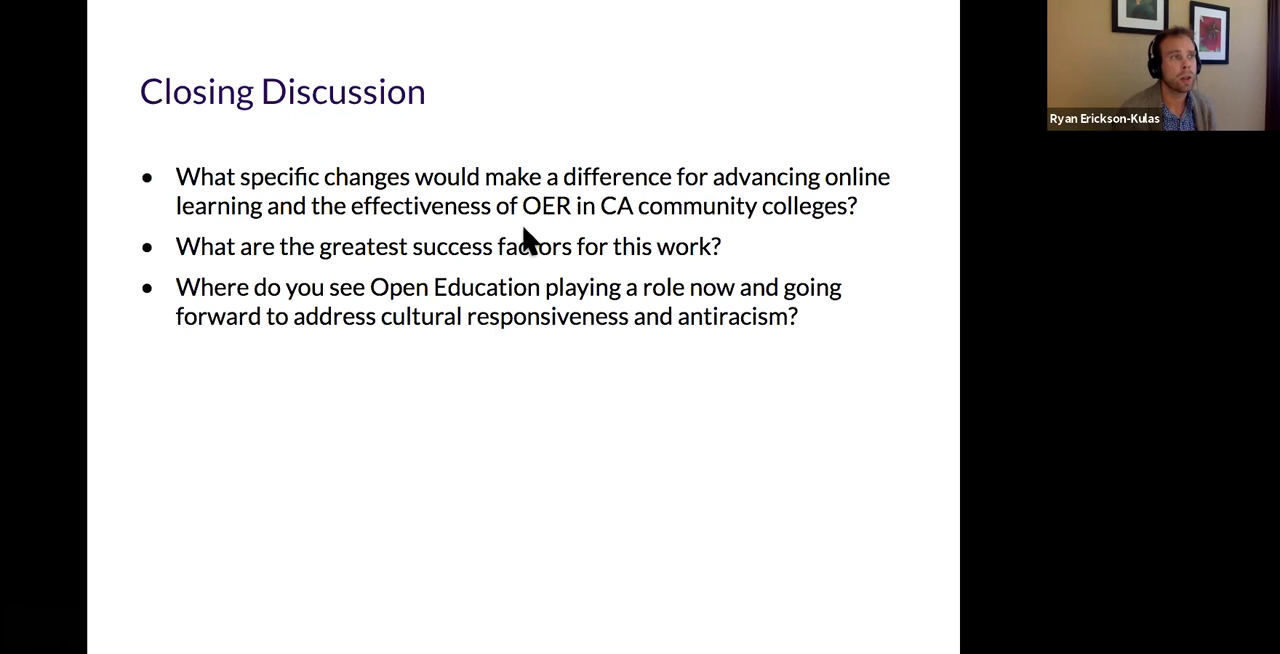 Closing Discussion
• What specific changes would make a difference for advancing online
learning and the effectiveness of OER in CA community colleges?
• What are the greatest success factors for this work?
• Where do you see Open Education playing a role now and going
forward to address cultural responsiveness and antiracism?
Ryan Erickson-Kulas